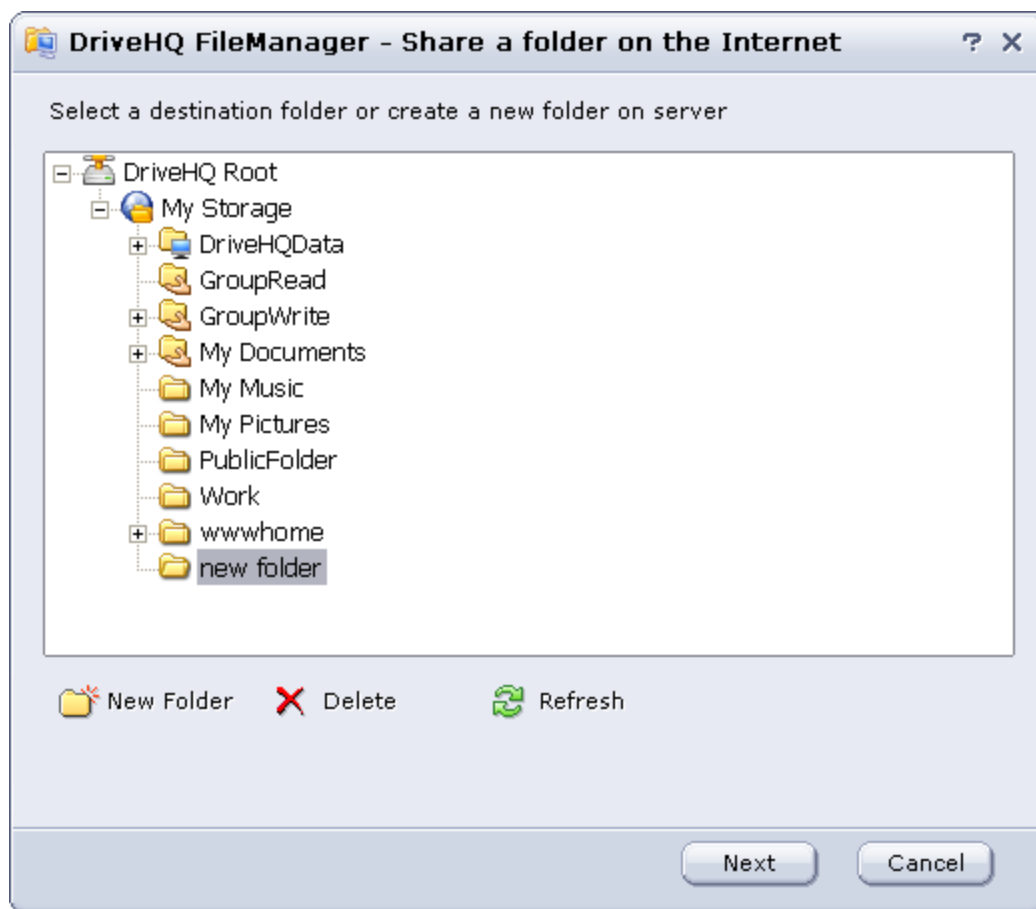 DriveHQ FileManager - Share a folder on the Internet
Select a destination folder or create a new folder on server
DriveHQ Root
My Storage
DriveHQData
GroupRead
GroupWrite
My Documents
My Music
My Pictures
PublicFolder
Work
wwwhome
new folder
New Folder Delete Refresh
Next Cancel